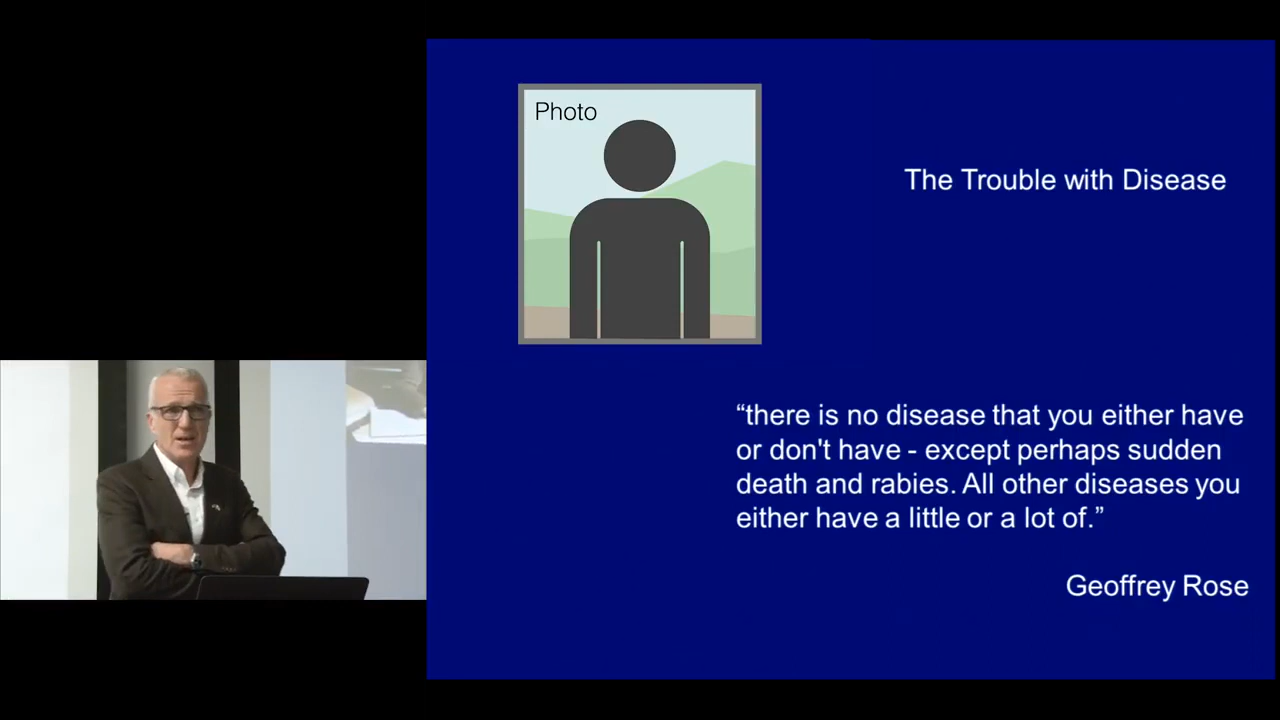 Photo
The Trouble with Disease
“there is no disease that you either have
or don't have - except perhaps sudden
death and rabies. All other diseases you
either have a little or a lot of.”
Geoffrey Rose